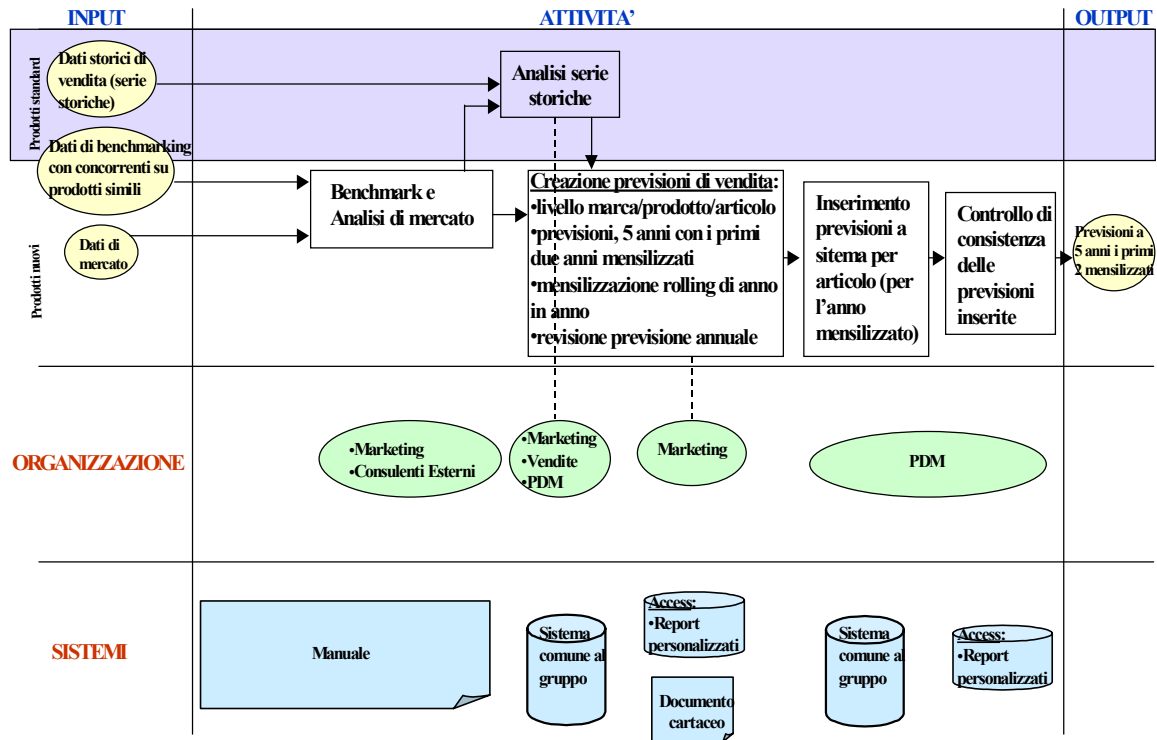 INPUT
ATTIVITA’
OUTPUT
Prodotti standard
Dati storici di
vendita (serie
storiche)
Analisi serie
storiche
Dati di benchmarking
con concorrenti su
prodotti simili
Prodotti nuovi
Dati di
mercato
Benchmark e
Analisi di mercato
Creazione previsioni di vendita:
•livello marca/prodotto/articolo
•previsioni, 5 anni con i primi
due anni mensilizzati
•mensilizzazione rolling di anno
in anno
•revisione previsione annuale
Inserimento
previsioni a
sitema per
articolo (per
l’anno
mensilizzato)
Controllo di
consistenza
delle
previsioni
inserite
Previsioni a
5 anni i primi
2 mensilizzati
ORGANIZZAZIONE
•Marketing
•Consulenti Esterni
•Marketing
•Vendite
•PDM
Marketing
PDM
SISTEMI
Manuale
Sistema
comune al
gruppo
Access:
•Report
personalizzati
Documento
cartaceo
Sistema
comune al
gruppo
Access:
•Report
personalizzati